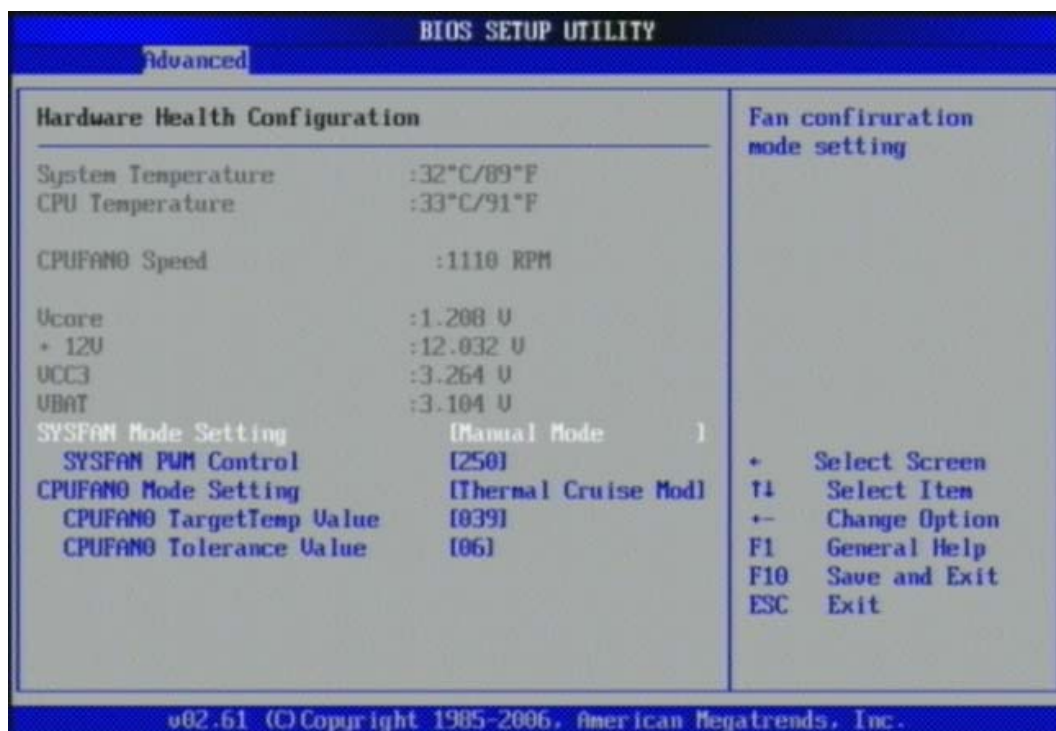 BIOS SETUP UTILITY
Advanced
Hardware Health Configuration
System Temperature :32°C/89°F
CPU Temperature :33°C/91°F
CPUFAN0 Speed :1110 RPM
Vcore :1.208 V
+ 12V :12.032 V
VCC3 :3.264 V
VBAT :3.104 V
SYSFAN Mode Setting [Manual Mode ]
SYSFAN PWM Control [250]
CPUFAN0 Mode Setting [Thermal Cruise Mod]
CPUFAN0 TargetTemp Value [039]
CPUFAN0 Tolerance Value [06]
Fan confiruration
mode setting
← Select Screen
↑↓ Select Item
+- Change Option
F1 General Help
F10 Save and Exit
ESC Exit
v02.61 (C)Copyright 1985-2006, American Megatrends, Inc.